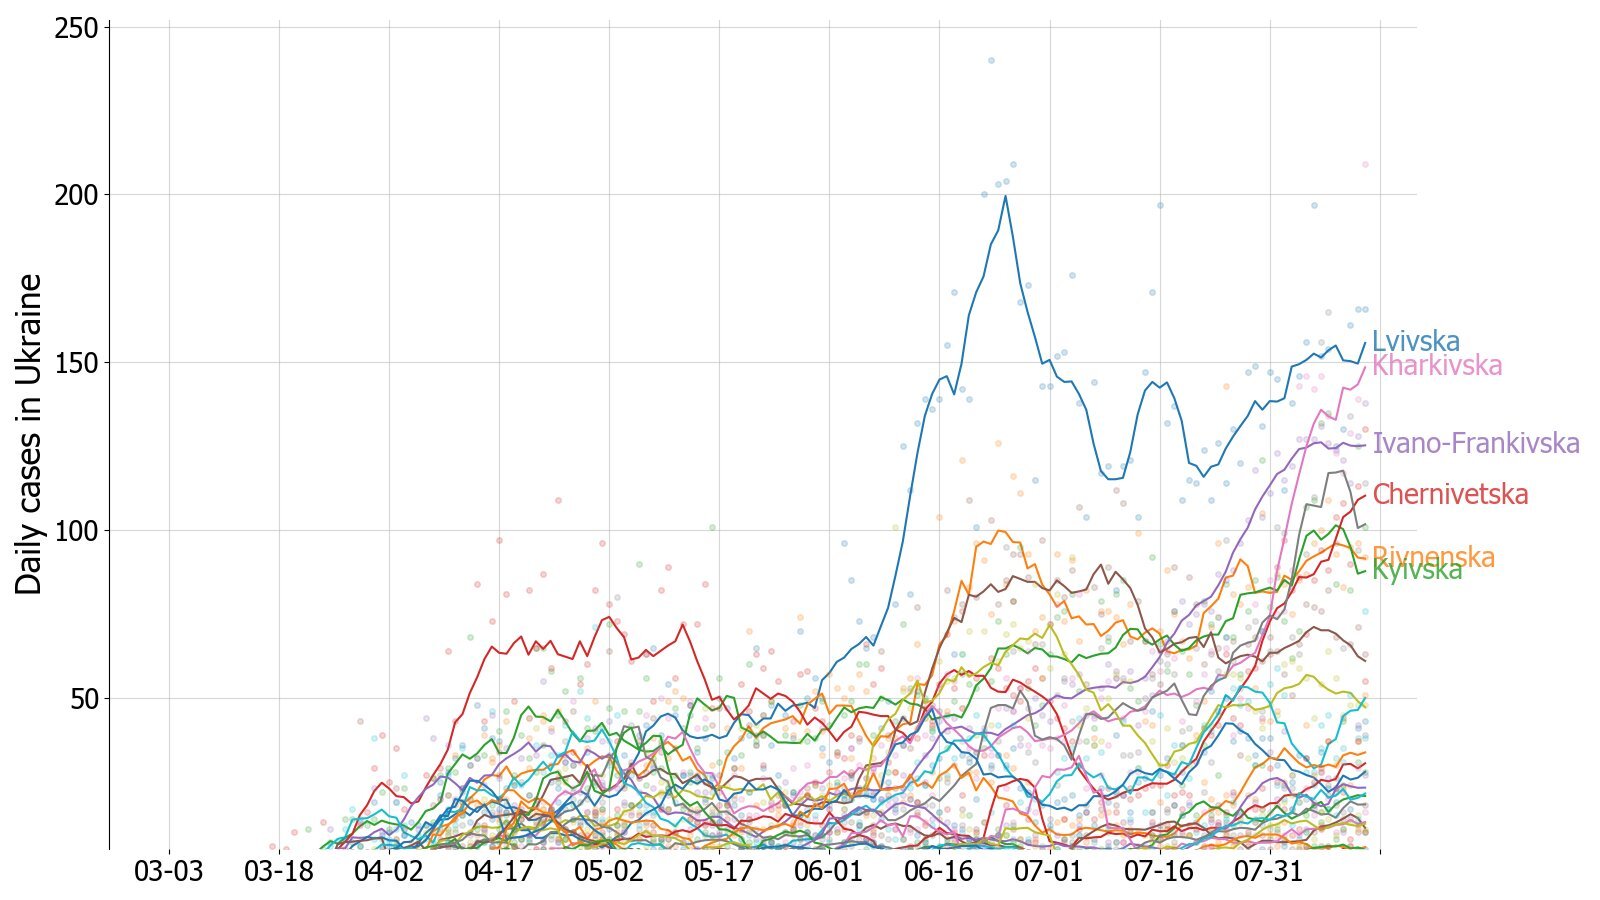 Daily cases in Ukraine
250
200
150
100
50
03-03 03-18 04-02 04-17 05-02 05-17 06-01 06-16 07-01 07-16 07-31
Lvivska
Kharkivska
Ivano-Frankivska
Chernivetska
Rivnenska
Kyivska